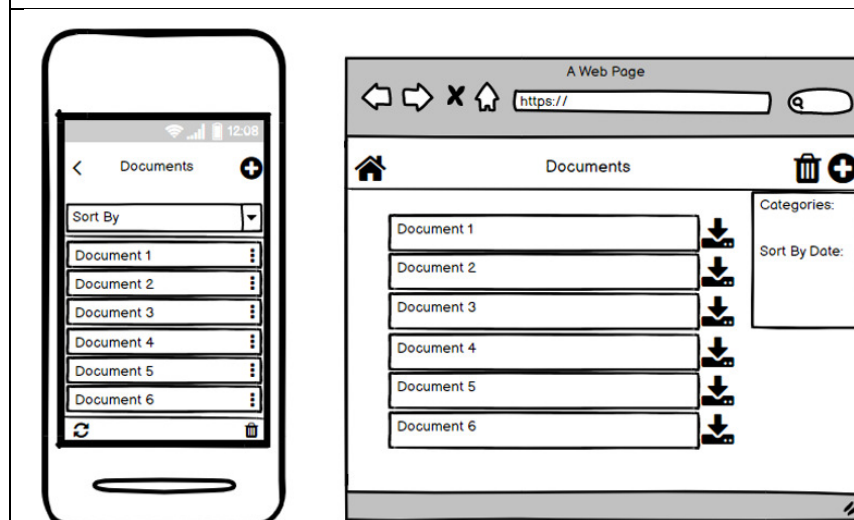 12:08
Documents
Sort By
Document 1
Document 2
Document 3
Document 4
Document 5
Document 6
A Web Page
https://
Documents
Document 1
Document 2
Document 3
Document 4
Document 5
Document 6
Categories:
Sort By Date: